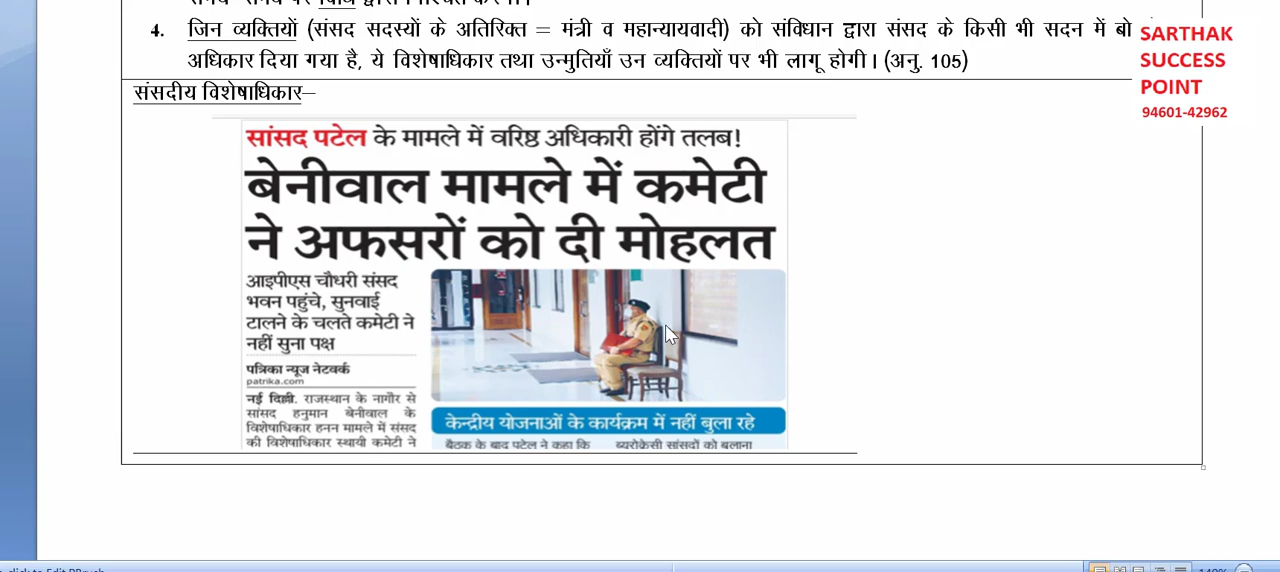 4. जिन व्यक्तियों (संसद सदस्यों के अतिरिक्त = मंत्री व महान्यायवादी) को संविधान द्वारा संसद के किसी भी सदन में
अधिकार दिया गया है, ये विशेषाधिकार तथा उन्मुतियाँ उन व्यक्तियों पर भी लागू होगी। (अनु. 105)
SARTHAK
SUCCESS
POINT
94601-42962
संसदीय विशेषाधिकार–
सांसद पटेल के मामले में वरिष्ठ अधिकारी होंगे तलब!
बेनीवाल मामले में कमेटी
ने अफसरों को दी मोहलत
आइपीएस चौधरी संसद
भवन पहुंचे, सुनवाई
टालने के चलते कमेटी ने
नहीं सुना पक्ष
पत्रिका न्यूज नेटवर्क
patrika.com
नई दिल्ली. राजस्थान के नागौर से
सांसद हनुमान बेनीवाल के
विशेषाधिकार हनन मामले में संसद
की विशेषाधिकार स्थायी कमेटी ने
केन्द्रीय योजनाओं के कार्यक्रम में नहीं बुला रहे
बैठक के बाद पटेल ने कहा कि
ब्यूरोक्रेसी सांसदों को बुलाना